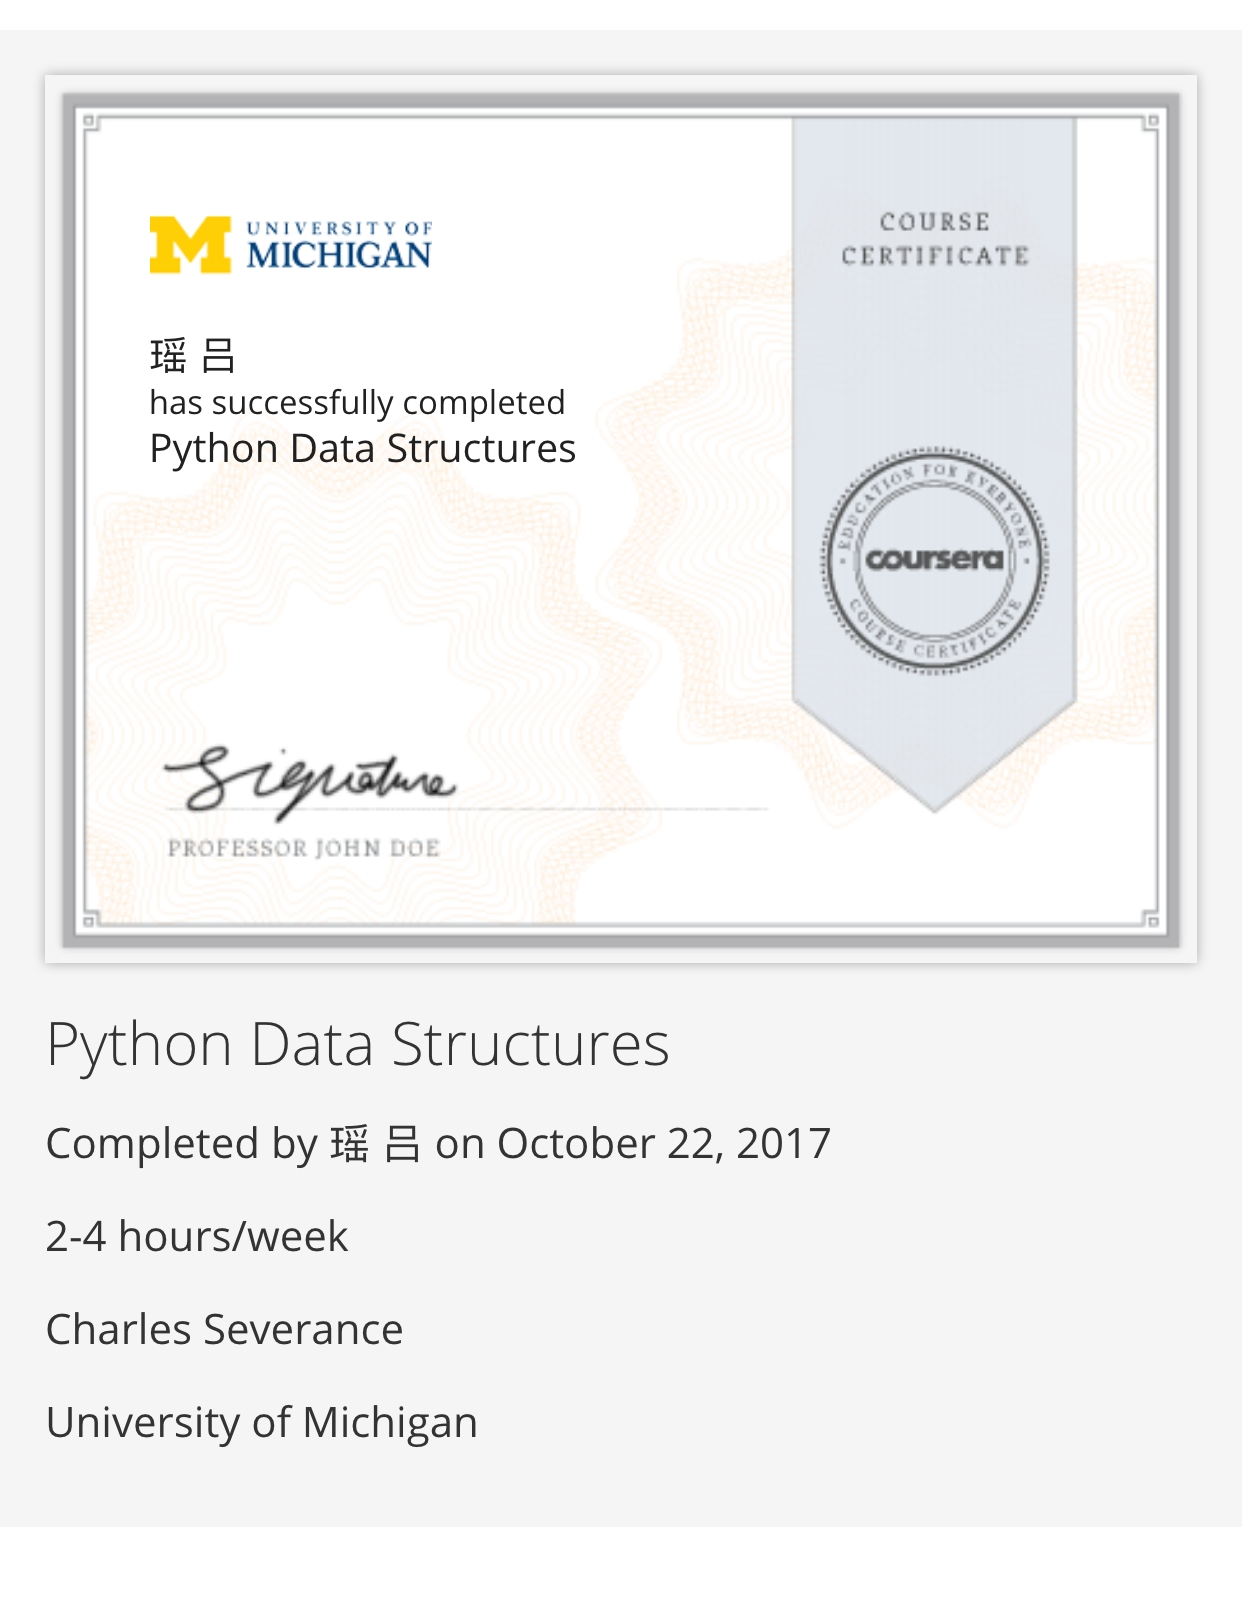 UNIVERSITY OF
MICHIGAN
瑶 吕
has successfully completed
Python Data Structures
COURSE
CERTIFICATE
EDUCATION FOR EVERYONE
coursera
COURSE CERTIFICATE
Signature
PROFESSOR JOHN DOE
Python Data Structures
Completed by 瑶 吕 on October 22, 2017
2-4 hours/week
Charles Severance
University of Michigan